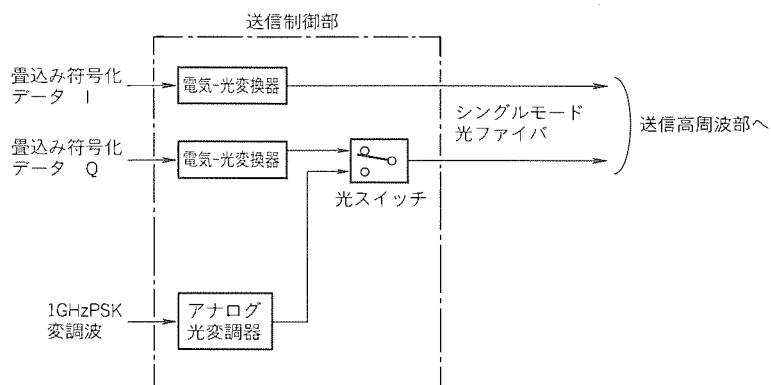 送信制御部
畳込み符号化
データ I
電気-光変換器
シングルモード
光ファイバ
送信高周波部へ
畳込み符号化
データ Q
電気-光変換器
光スイッチ
1GHzPSK
変調波
アナログ
光変調器